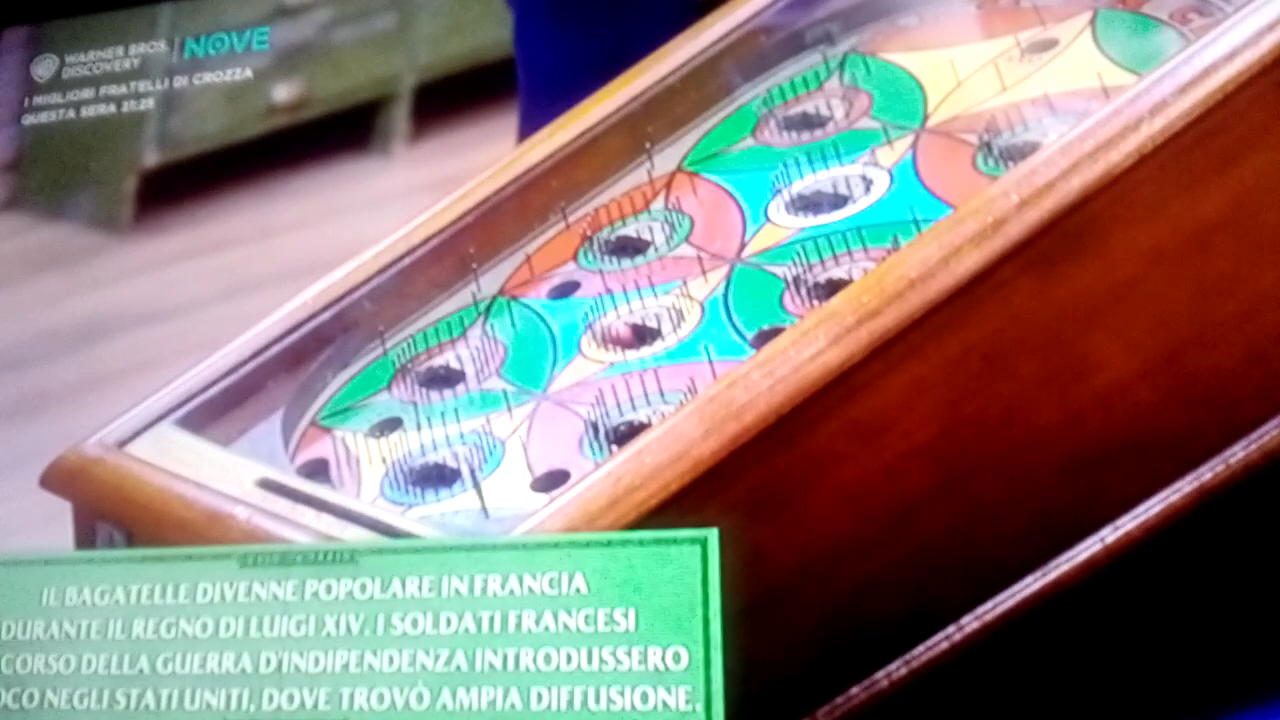 WARNER BROS.
DISCOVERY
NOVE
I MIGLIORI FRATELLI DI CROZZA
QUESTA SERA 21:25
IL BAGATELLE DIVENNE POPOLARE IN FRANCIA
DURANTE IL REGNO DI LUIGI XIV. I SOLDATI FRANCESI
CORSO DELLA GUERRA D'INDIPENDENZA INTRODUSSERO
OCO NEGLI STATI UNITI, DOVE TROVÒ AMPIA DIFFUSIONE.